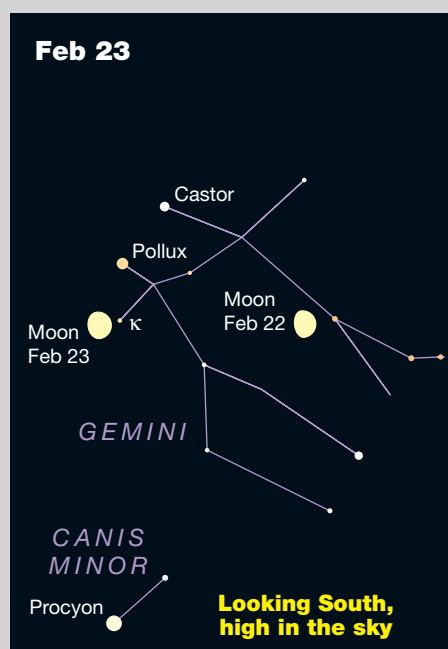 Feb 23
Castor
Pollux
κ
Moon
Feb 22
Moon
Feb 23
GEMINI
CANIS
MINOR
Procyon
Looking South,
high in the sky